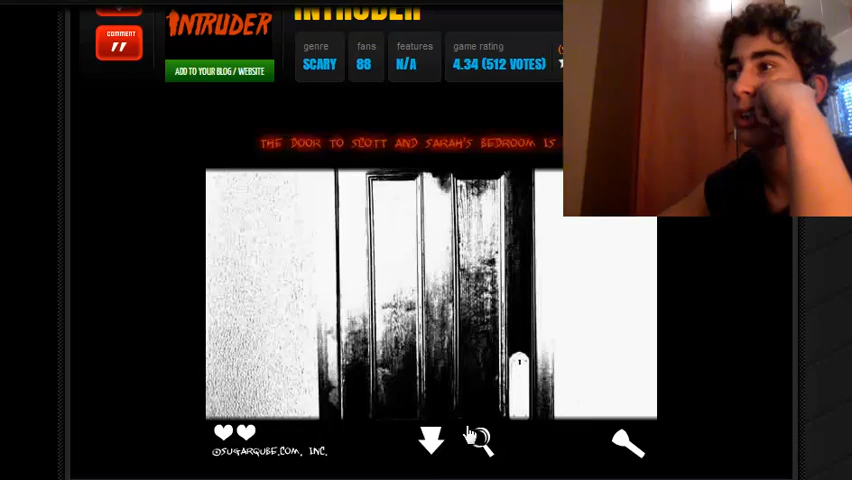 INTRUDER
INTRUDER
COMMENT
ADD TO YOUR BLOG / WEBSITE
genre
SCARY
fans
88
features
N/A
game rating
4.34 (512 VOTES)
THE DOOR TO SCOTT AND SARAH'S BEDROOM IS
@SUGARQUBE.COM, INC.